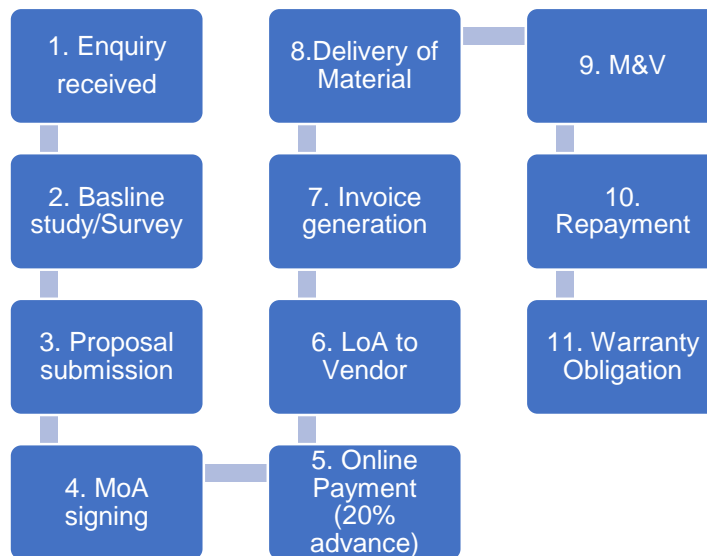 1. Enquiry
received
2. Basline
study/Survey
3. Proposal
submission
4. MoA
signing
5. Online
Payment
(20%
advance)
6. LoA to
Vendor
7. Invoice
generation
8.Delivery of
Material
9. M&V
10.
Repayment
11. Warranty
Obligation